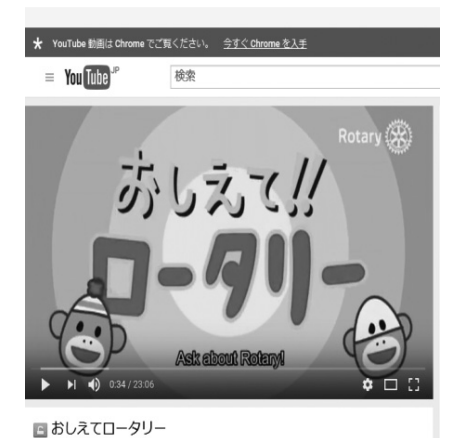 YouTube 動画は Chrome でご覧ください。 今すぐ Chrome を入手
YouTube JP
検索
Rotary
おしえて!!
ロータリー
Ask about Rotary!
0:34 / 23:06
おしえてロータリー